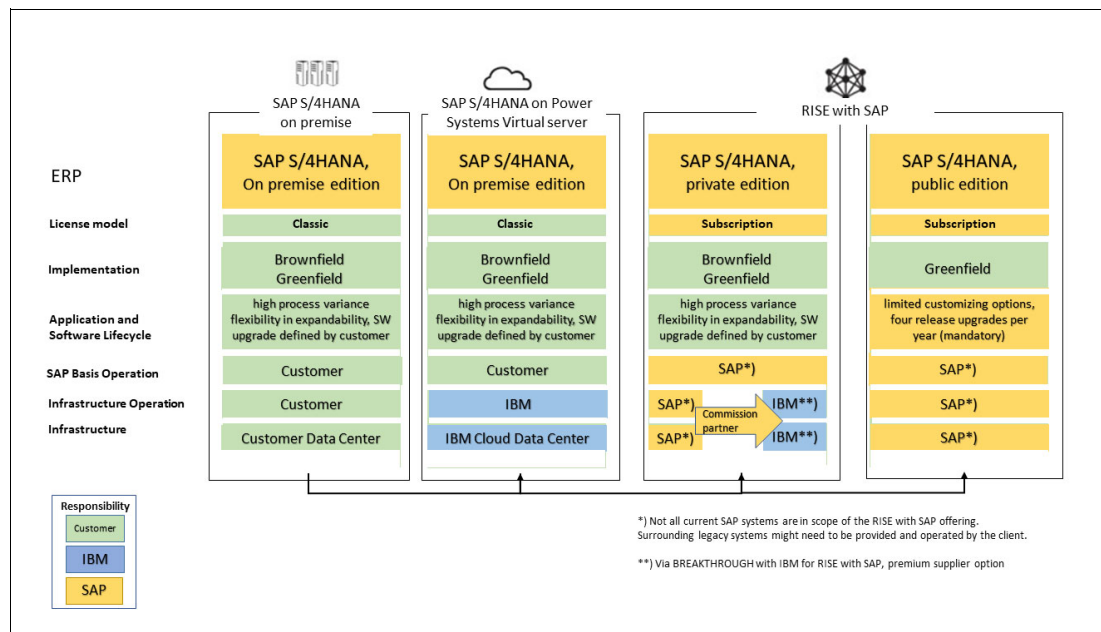 SAP S/4HANA
on premise
SAP S/4HANA on Power
Systems Virtual server
RISE with SAP
ERP
SAP S/4HANA,
On premise edition
SAP S/4HANA,
On premise edition
SAP S/4HANA,
private edition
SAP S/4HANA,
public edition
License model
Classic
Classic
Subscription
Subscription
Implementation
Brownfield
Greenfield
Brownfield
Greenfield
Brownfield
Greenfield
Greenfield
Application and
Software Lifecycle
high process variance
flexibility in expandability, SW
upgrade defined by customer
high process variance
flexibility in expandability, SW
upgrade defined by customer
high process variance
flexibility in expandability, SW
upgrade defined by customer
limited customizing options,
four release upgrades per
year (mandatory)
SAP Basis Operation
Customer
Customer
SAP*)
SAP*)
Infrastructure Operation
Customer
IBM
SAP*)
Commission
partner
IBM**)
SAP*)
Infrastructure
Customer Data Center
IBM Cloud Data Center
SAP*)
IBM**)
SAP*)
Responsibility
Customer
IBM
SAP
*) Not all current SAP systems are in scope of the RISE with SAP offering.
Surrounding legacy systems might need to be provided and operated by the client.
**) Via BREAKTHROUGH with IBM for RISE with SAP, premium supplier option